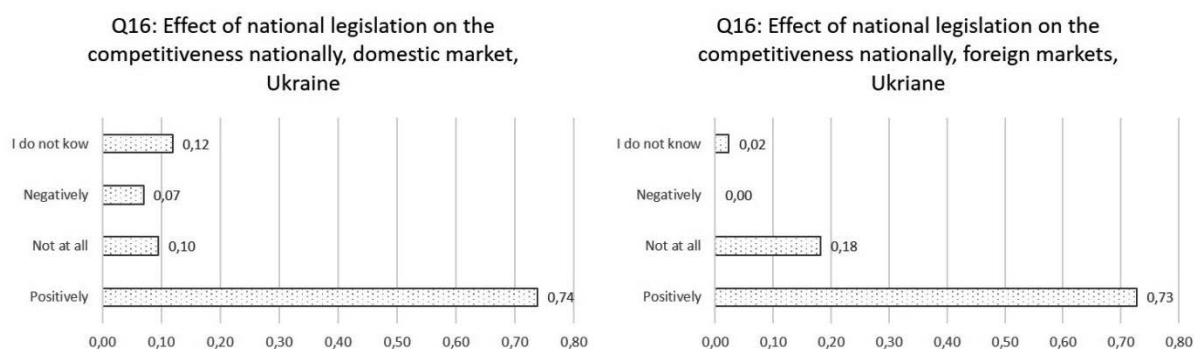 Q16: Effect of national legislation on the
competitiveness nationally, domestic market,
Ukraine
I do not kow
0,12
Negatively
0,07
Not at all
0,10
Positively
0,74
0,00 0,10 0,20 0,30 0,40 0,50 0,60 0,70 0,80
Q16: Effect of national legislation on the
competitiveness nationally, foreign markets,
Ukriane
I do not know
0,02
Negatively
0,00
Not at all
0,18
Positively
0,73
0,00 0,10 0,20 0,30 0,40 0,50 0,60 0,70 0,80